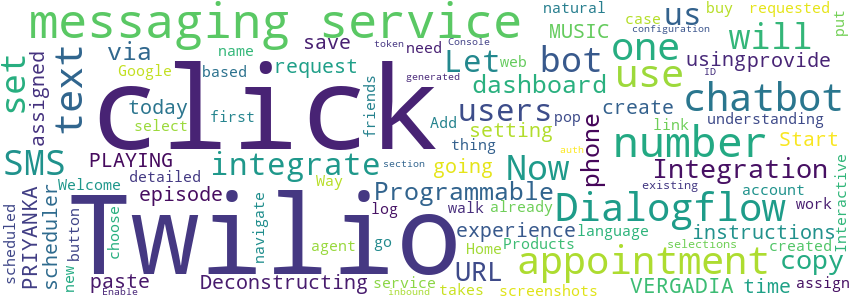 messaging service
natural
buy
requested
us
case
configuration
put
set
text
via
name
save
token
need
Console
MUSIC
one
will
Let
bot
web
assigned
Google
based
request
generated
use
using
provide
ID
dashboard
click
today
first
friends
Add
users
pop
create
chatbot
select
thing
setting
link
understanding
phone
number
Start
auth
SMS
PLAYING
integrate
section
going
Now
Integration
existing
Welcome
detailed
Way
Programmable
account
scheduled
PRIYANKA
scheduler
episode
navigate
log
walk
already
Dialogflow
work
Interactive
new
button
choose
Twilio
agent
go
experience
language
instructions
Home
Products
selections
created
appointment
copy
paste
Deconstructing
service
URL
Enable
inbound
takes
screenshots
VERGADIA
time
assign